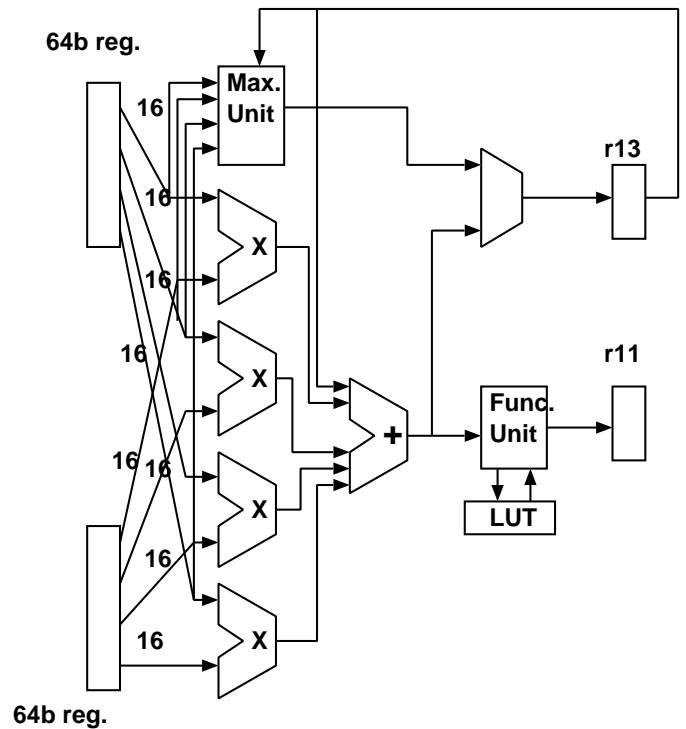 64b reg.
16
Max.
Unit
r13
16
X
16
16
X
r11
+
Func.
Unit
16
16
X
LUT
16
X
16
64b reg.